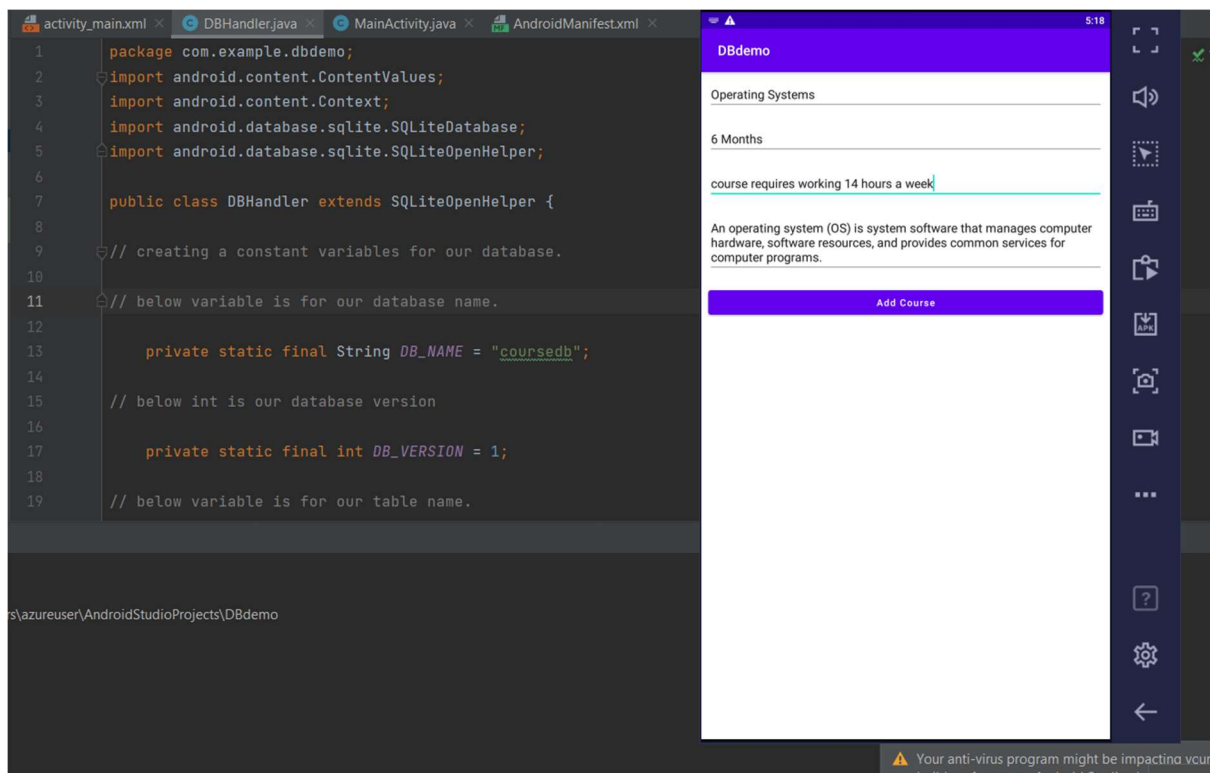 activity_main.xml DBHandler.java MainActivity.java AndroidManifest.xml
1 package com.example.dbdemo;
2 import android.content.ContentValues;
3 import android.content.Context;
4 import android.database.sqlite.SQLiteDatabase;
5 import android.database.sqlite.SQLiteOpenHelper;
6
7 public class DBHandler extends SQLiteOpenHelper {
8
9 // creating a constant variables for our database.
10
11 // below variable is for our database name.
12
13 private static final String DB_NAME = "coursedb";
14
15 // below int is our database version
16
17 private static final int DB_VERSION = 1;
18
19 // below variable is for our table name.
rs\azureuser\AndroidStudioProjects\DBdemo
5:18
DBdemo
Operating Systems
6 Months
course requires working 14 hours a week
An operating system (OS) is system software that manages computer
hardware, software resources, and provides common services for
computer programs.
Add Course
APK
?
Your anti-virus program might be impacting your